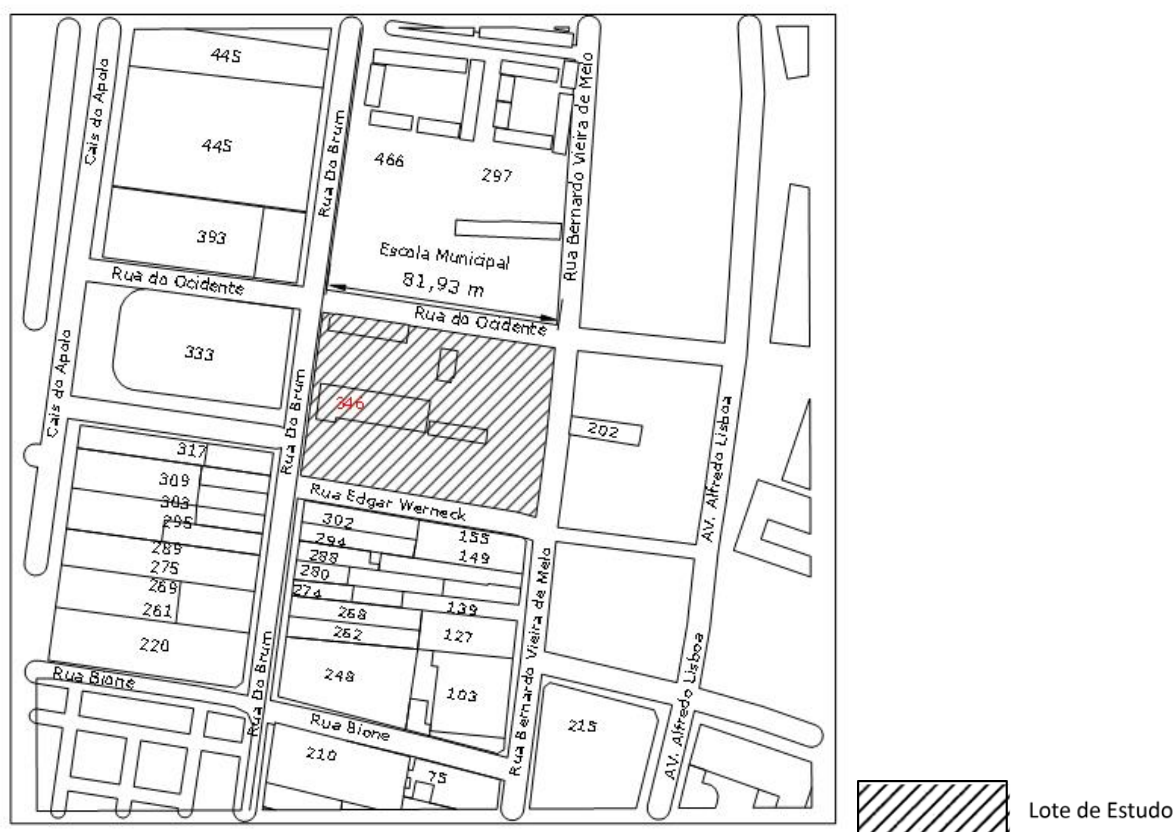 445
Cais do Apolo
445
Rua Do Brum
466
297
Rua Bernardo Vieira de Melo
393
Escola Municipal
81,93 m
Rua do Ocidente
Rua do Ocidente
333
Cais do Apolo
Rua Do Brum
346
202
AV. Alfredo Lisboa
317
309
303
295
289
275
269
261
220
Rua Edgar Werneck
302
155
294
149
288
280
274
139
268
262
127
248
103
Rua Bernardo Vieira de Melo
AV. Alfredo Lisboa
Rua Do Brum
Rua Bione
Rua Bione
215
210
75
Lote de Estudo